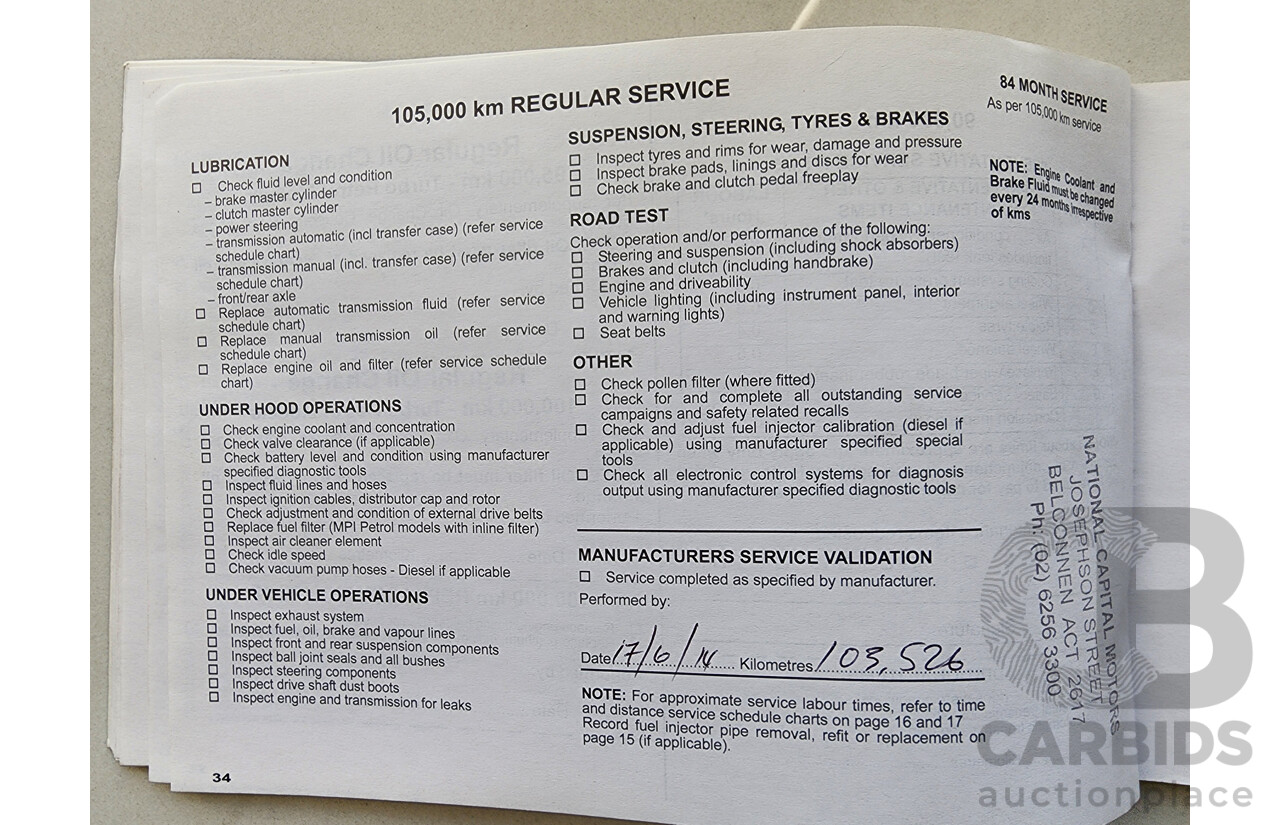 105,000 km REGULAR SERVICE
LUBRICATION
Check fluid level and condition
– brake master cylinder
– clutch master cylinder
– power steering
– transmission automatic (incl transfer case) (refer service
schedule chart)
– transmission manual (incl. transfer case) (refer service
schedule chart)
– front/rear axle
Replace automatic transmission fluid (refer service
schedule chart)
Replace manual transmission oil (refer service
schedule chart)
Replace engine oil and filter (refer service schedule
chart)
UNDER HOOD OPERATIONS
Check engine coolant and concentration
Check valve clearance (if applicable)
Check battery level and condition using manufacturer
specified diagnostic tools
Inspect fluid lines and hoses
Inspect ignition cables, distributor cap and rotor
Check adjustment and condition of external drive belts
Replace fuel filter (MPI Petrol models with inline filter)
Inspect air cleaner element
Check idle speed
Check vacuum pump hoses - Diesel if applicable
UNDER VEHICLE OPERATIONS
Inspect exhaust system
Inspect fuel, oil, brake and vapour lines
Inspect front and rear suspension components
Inspect ball joint seals and all bushes
Inspect steering components
Inspect drive shaft dust boots
Inspect engine and transmission for leaks
34
SUSPENSION, STEERING, TYRES & BRAKES
Inspect tyres and rims for wear, damage and pressure
Inspect brake pads, linings and discs for wear
Check brake and clutch pedal freeplay
ROAD TEST
Check operation and/or performance of the following:
Steering and suspension (including shock absorbers)
Brakes and clutch (including handbrake)
Engine and driveability
Vehicle lighting (including instrument panel, interior
and warning lights)
Seat belts
OTHER
Check pollen filter (where fitted)
Check for and complete all outstanding service
campaigns and safety related recalls
Check and adjust fuel injector calibration (diesel if
applicable) using manufacturer specified special
tools
Check all electronic control systems for diagnosis
output using manufacturer specified diagnostic tools
MANUFACTURERS SERVICE VALIDATION
Service completed as specified by manufacturer.
Performed by:
Date 17/6/14 Kilometres 103,526
NOTE: For approximate service labour times, refer to time
and distance service schedule charts on page 16 and 17
Record fuel injector pipe removal, refit or replacement on
page 15 (if applicable).
84 MONTH SERVICE
As per 105,000 km service
NOTE: Engine Coolant and
Brake Fluid must be changed
every 24 months irrespective
of kms
NATIONAL CAPITAL MOTORS
JOSEPHSON STREET
BELCONNEN ACT 2617
Ph: (02) 6256 3300
CB
CARBIDS
auctionplace